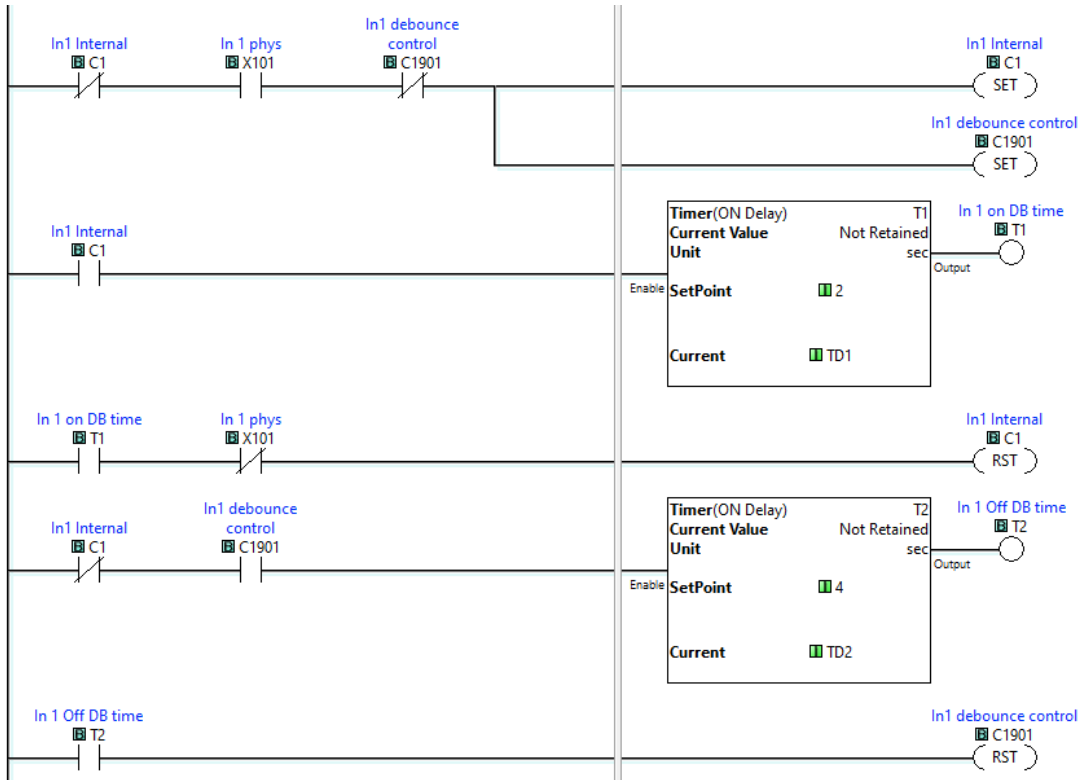 In1 debounce
In1 Internal In 1 phys control In1 Internal
B C1 B X101 B C1901 B C1
SET
In1 debounce control
B C1901
SET
Timer(ON Delay) T1 In 1 on DB time
In1 Internal Current Value Not Retained B T1
B C1 Unit sec
Output
Enable SetPoint 2
Current TD1
In 1 on DB time In 1 phys In1 Internal
B T1 B X101 B C1
RST
In1 debounce Timer(ON Delay) T2 In 1 Off DB time
In1 Internal control Current Value Not Retained B T2
B C1 B C1901 Unit sec
Output
Enable SetPoint 4
Current TD2
In 1 Off DB time In1 debounce control
B T2 B C1901
RST